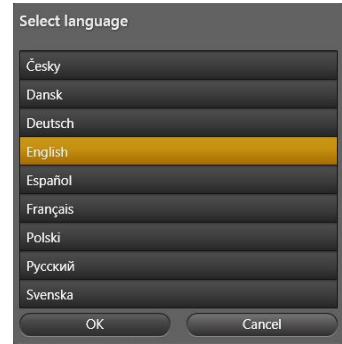 Select language
Česky
Dansk
Deutsch
English
Español
Français
Polski
Русский
Svenska
OK Cancel